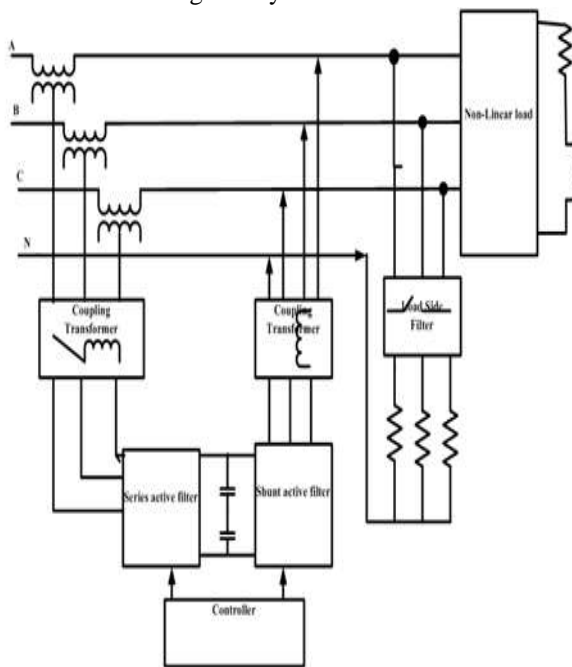 A
B
C
N
Non-Linear load
Coupling
Transformer
Coupling
Transformer
Load Side
Filter
Series active filter
Shunt active filter
Controller